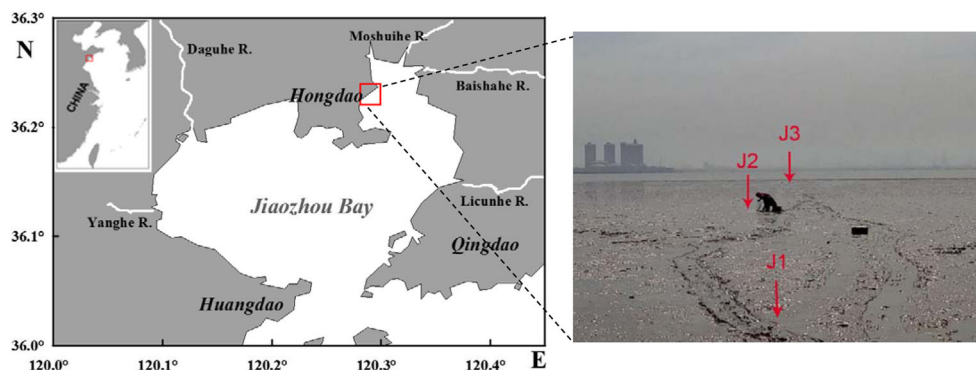 36.3°
N
Daguhe R.
Moshuihe R.
Baishahe R.
CHINA
Hongdao
36.2°
Jiaozhou Bay
Yanghe R.
Licunhe R.
36.1°
Qingdao
Huangdao
36.0°
120.0°
120.1°
120.2°
120.3°
120.4°
E
J3
J2
J1